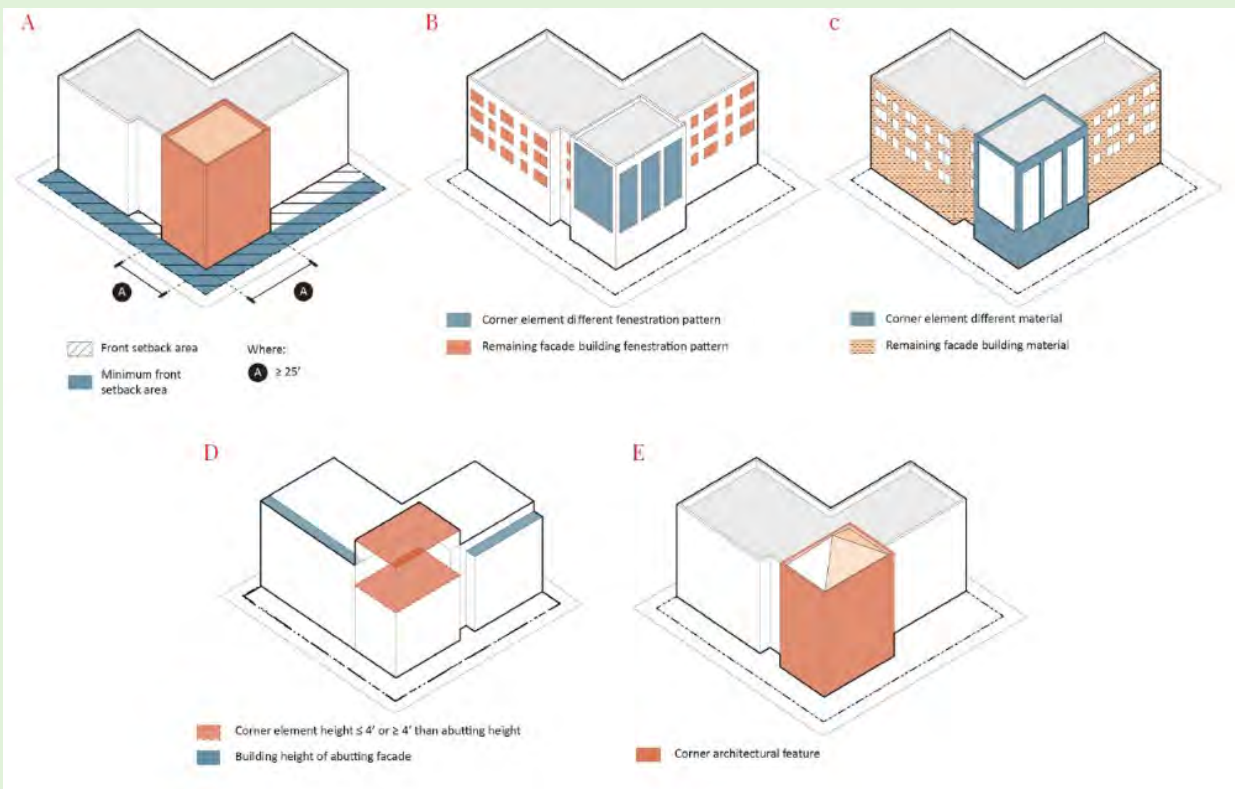 A
B
c
A
A
Front setback area
Minimum front
setback area
Where:
A ≥ 25'
Corner element different fenestration pattern
Remaining facade building fenestration pattern
Corner element different material
Remaining facade building material
D
E
Corner element height ≤ 4' or ≥ 4' than abutting height
Building height of abutting facade
Corner architectural feature